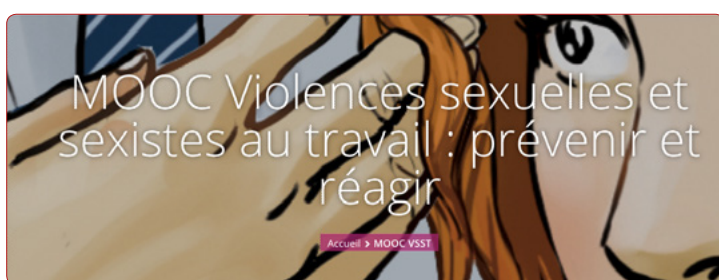 MOOC Violences sexuelles et
sexistes au travail : prévenir et
réagir
Accueil > MOOC VSST